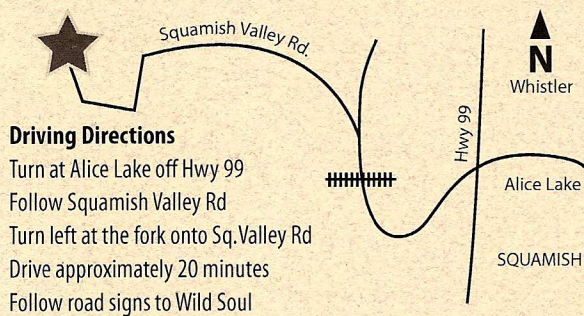 Squamish Valley Rd.
N
Whistler
Hwy 99
Alice Lake
SQUAMISH
Driving Directions
Turn at Alice Lake off Hwy 99
Follow Squamish Valley Rd
Turn left at the fork onto Sq. Valley Rd
Drive approximately 20 minutes
Follow road signs to Wild Soul